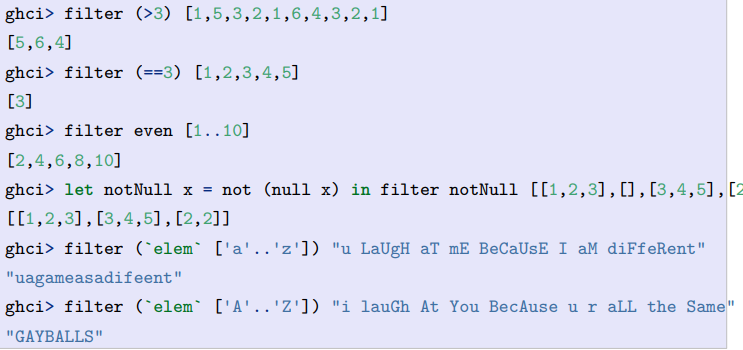 ghci> filter (>3) [1,5,3,2,1,6,4,3,2,1]
[5,6,4]
ghci> filter (==3) [1,2,3,4,5]
[3]
ghci> filter even [1..10]
[2,4,6,8,10]
ghci> let notNull x = not (null x) in filter notNull [[1,2,3],[],[3,4,5],[2
[[1,2,3],[3,4,5],[2,2]]
ghci> filter (`elem` ['a'..'z']) "u LaUgH aT mE BeCaUsE I aM diFfeRent"
"uagameasadifeent"
ghci> filter (`elem` ['A'..'Z']) "i lauGh At You BecAuse u r aLL the Same"
"GAYBALLS"